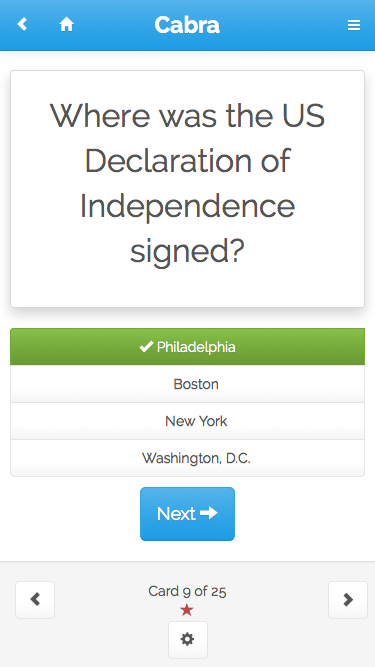 Cabra
Where was the US
Declaration of
Independence
signed?
Philadelphia
Boston
New York
Washington, D.C.
Next
Card 9 of 25